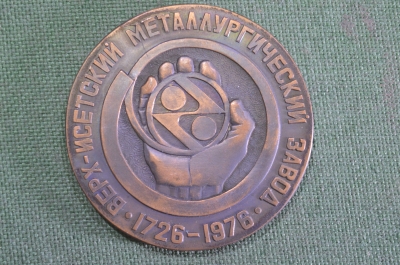 ВЕРХ-ИСЕТСКИЙ МЕТАЛЛУРГИЧЕСКИЙ ЗАВОД
·1726-1976·